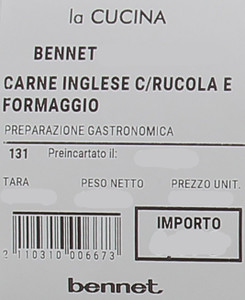 la CUCINA
BENNET
CARNE INGLESE C/RUCOLA E
FORMAGGIO
PREPARAZIONE GASTRONOMICA
131 Preincartato il:
TARA PESO NETTO PREZZO UNIT.
IMPORTO
2 110310 006673
bennet